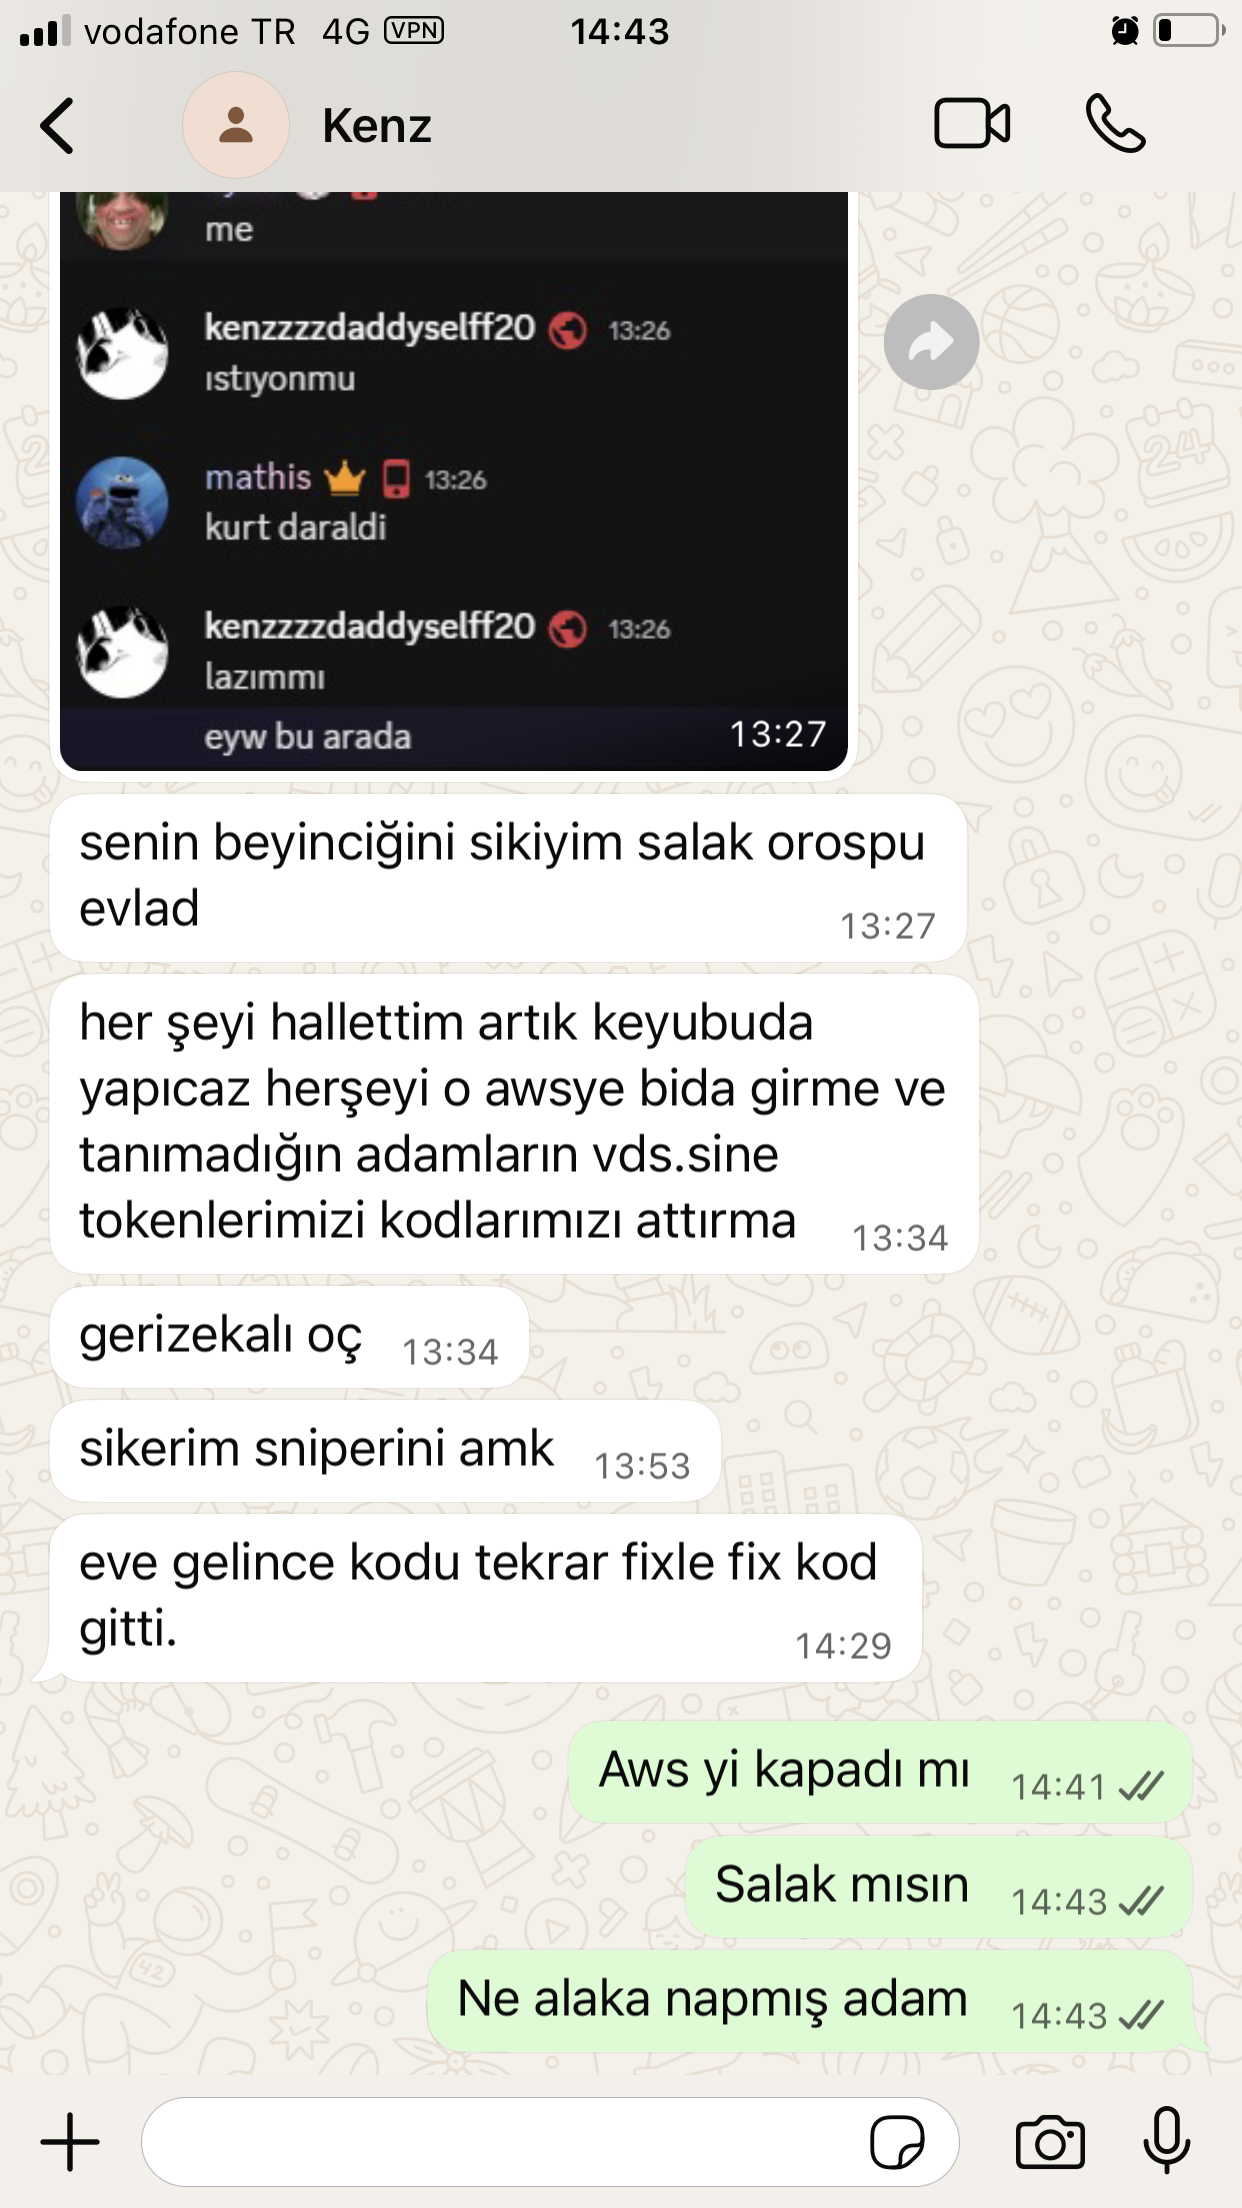 vodafone TR 4G VPN 14:43
Kenz
me
kenzzzzdaddyselff20 13:26
ıstıyonmu
mathis 13:26
kurt daraldi
kenzzzzdaddyselff20 13:26
lazımmı
eyw bu arada 13:27
senin beyinciğini sikiyim salak orospu
evlad 13:27
her şeyi hallettim artık keyubuda
yapıcaz herşeyi o awsye bida girme ve
tanımadığın adamların vds.sine
tokenlerimizi kodlarımızı attırma 13:34
gerizekalı oç 13:34
sikerim sniperini amk 13:53
eve gelince kodu tekrar fixle fix kod
gitti. 14:29
Aws yi kapadı mı 14:41
Salak mısın 14:43
Ne alaka napmış adam 14:43